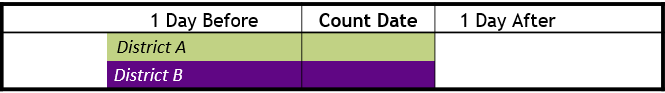 1 Day Before Count Date 1 Day After
District A
District B